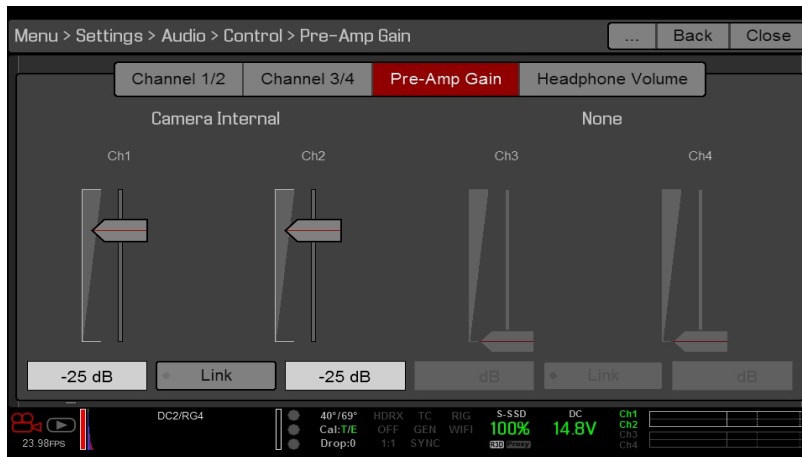 Menu > Settings > Audio > Control > Pre-Amp Gain ... Back Close
Channel 1/2 Channel 3/4 Pre-Amp Gain Headphone Volume
Camera Internal None
Ch1 Ch2 Ch3 Ch4
-25 dB Link -25 dB dB Link dB
DC2/RG4 40°/69° HDRX TC RIG S-SSD DC Ch1
Cal:T/E OFF GEN WIFI 100% 14.8V Ch2
23.98FPS Drop:0 1:1 SYNC R3D Proxy Ch3
Ch4